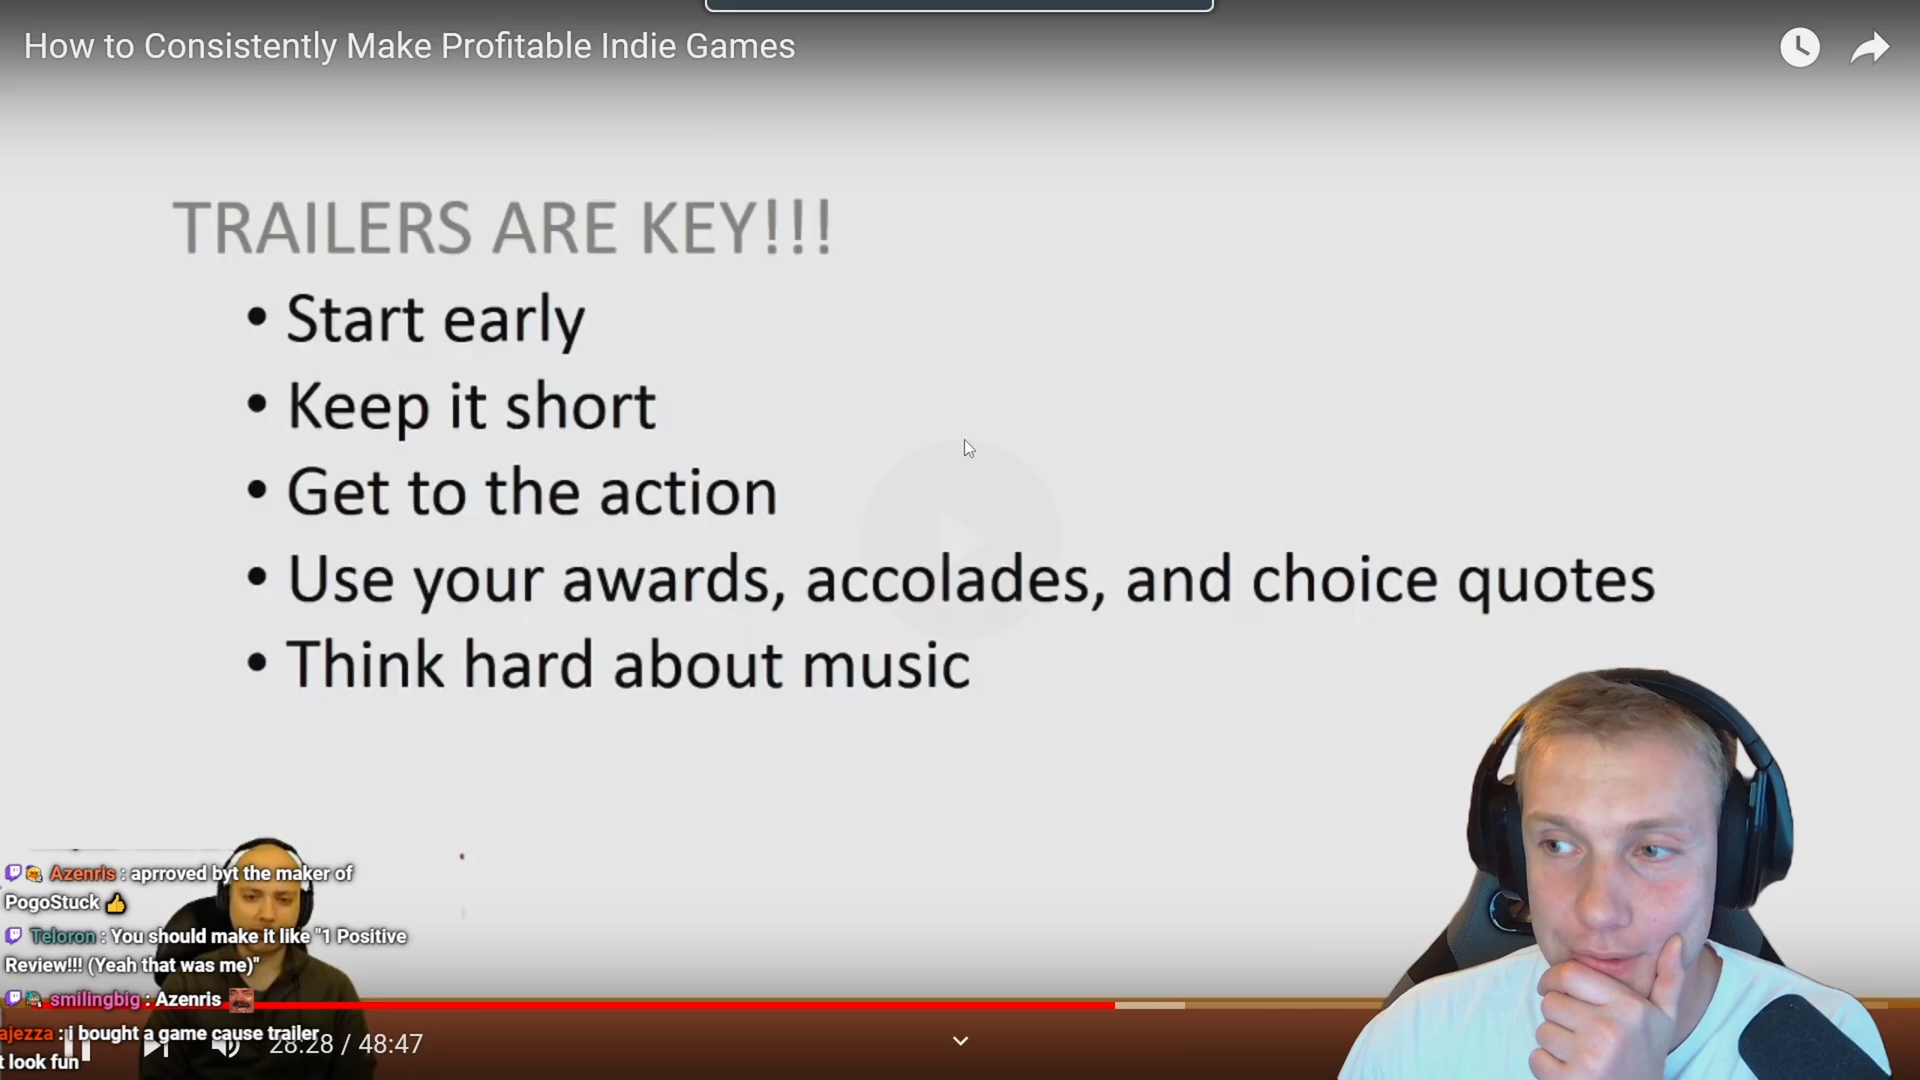 How to Consistently Make Profitable Indie Games
TRAILERS ARE KEY!!!
• Start early
• Keep it short
• Get to the action
• Use your awards, accolades, and choice quotes
• Think hard about music
Azenris : aprroved byt the maker of
PogoStuck 👍
Teloron : You should make it like "1 Positive
Review!!! (Yeah that was me)"
smilingbig : Azenris
ajezza : i bought a game cause trailer
t look fun
28:28 / 48:47